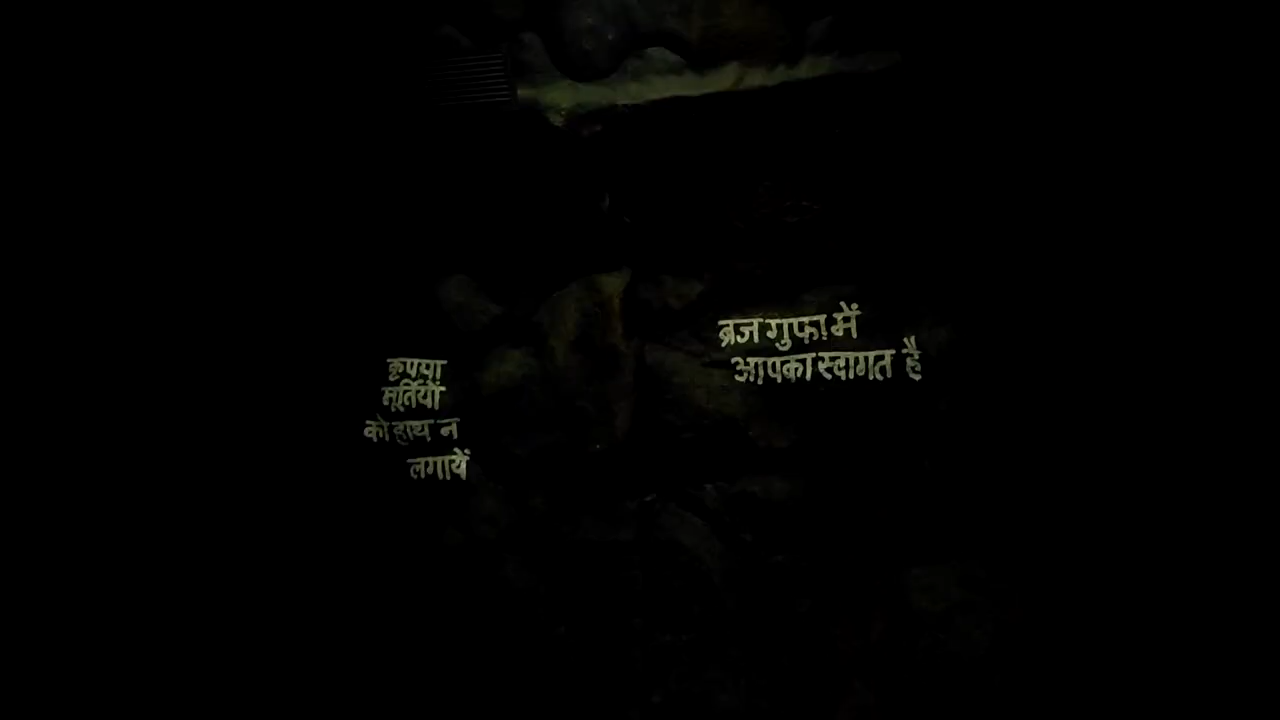 कृपया
मूर्तियों
को हाथ न
लगायें
ब्रज गुफा में
आपका स्वागत है